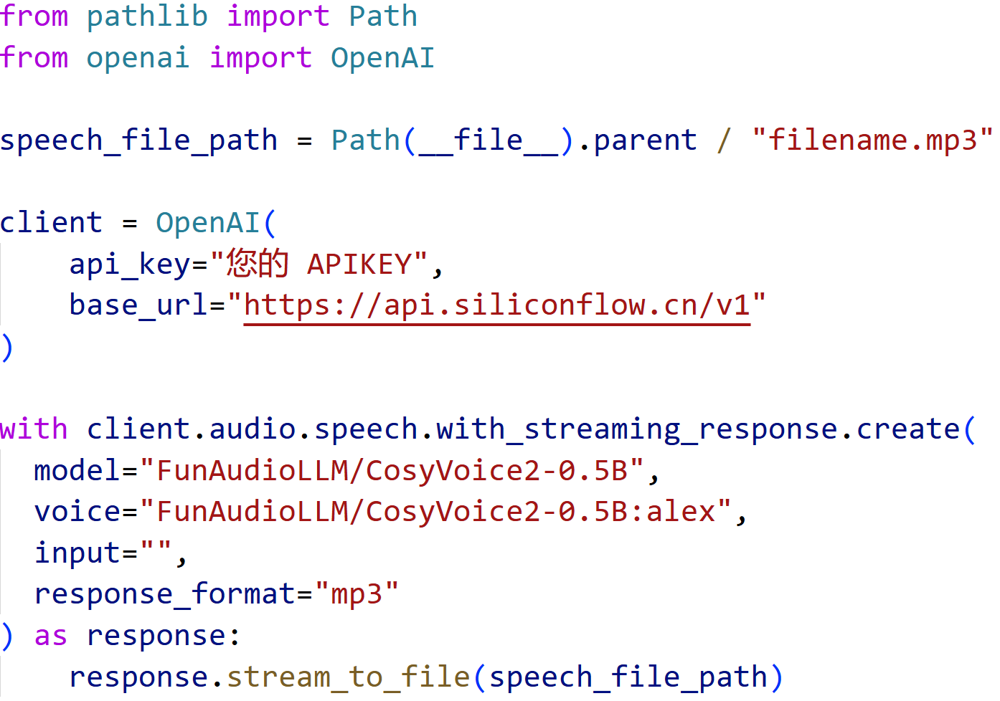 from pathlib import Path
from openai import OpenAI

speech_file_path = Path(__file__).parent / "filename.mp3"

client = OpenAI(
    api_key="您的 APIKEY",
    base_url="https://api.siliconflow.cn/v1"
)

with client.audio.speech.with_streaming_response.create(
  model="FunAudioLLM/CosyVoice2-0.5B",
  voice="FunAudioLLM/CosyVoice2-0.5B:alex",
  input="",
  response_format="mp3"
) as response:
    response.stream_to_file(speech_file_path)